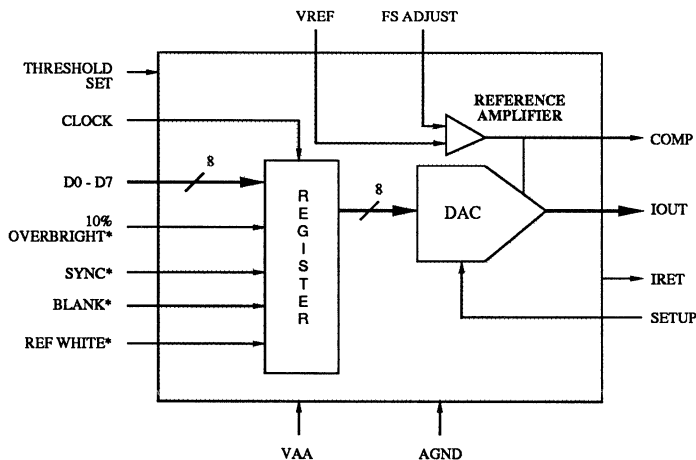 VREF
FS ADJUST
THRESHOLD
SET
REFERENCE
AMPLIFIER
CLOCK
COMP
8
D0 - D7
REGISTER
8
DAC
IOUT
10%
OVERBRIGHT*
SYNC*
IRET
BLANK*
SETUP
REF WHITE*
VAA
AGND